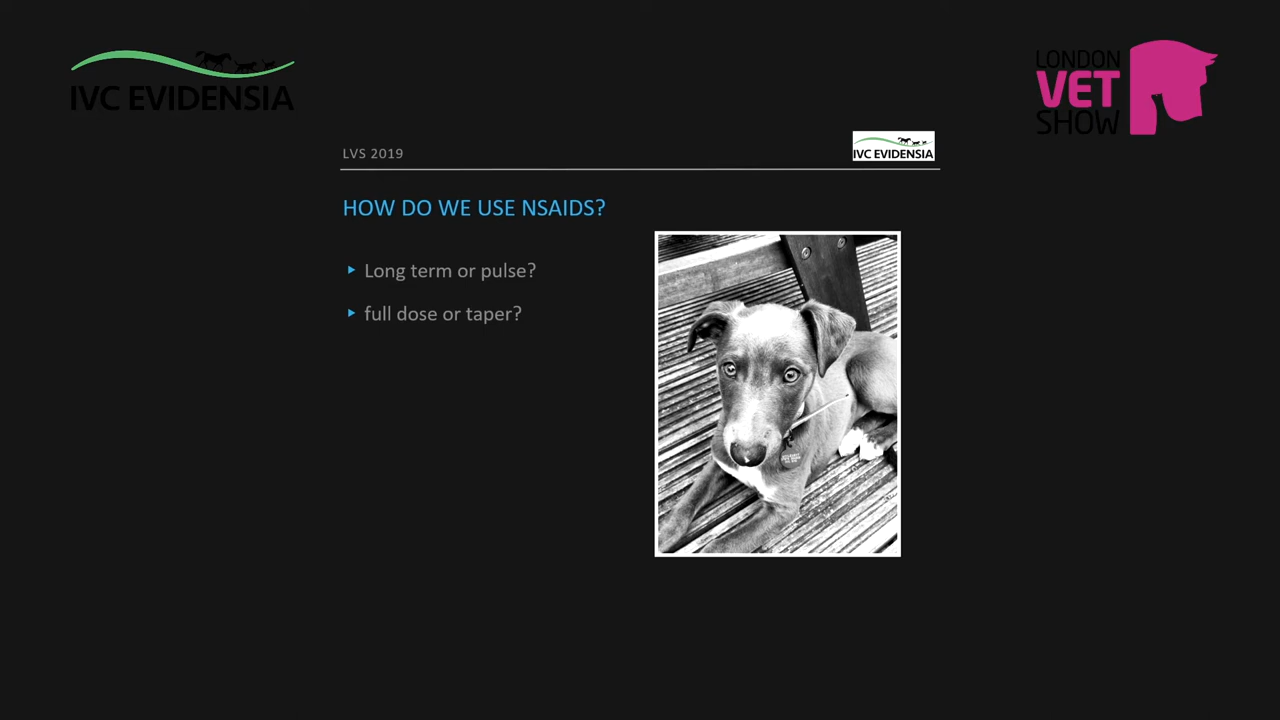 IVC EVIDENSIA
LONDON
VET
SHOW
LVS 2019
IVC EVIDENSIA
HOW DO WE USE NSAIDS?
Long term or pulse?
full dose or taper?